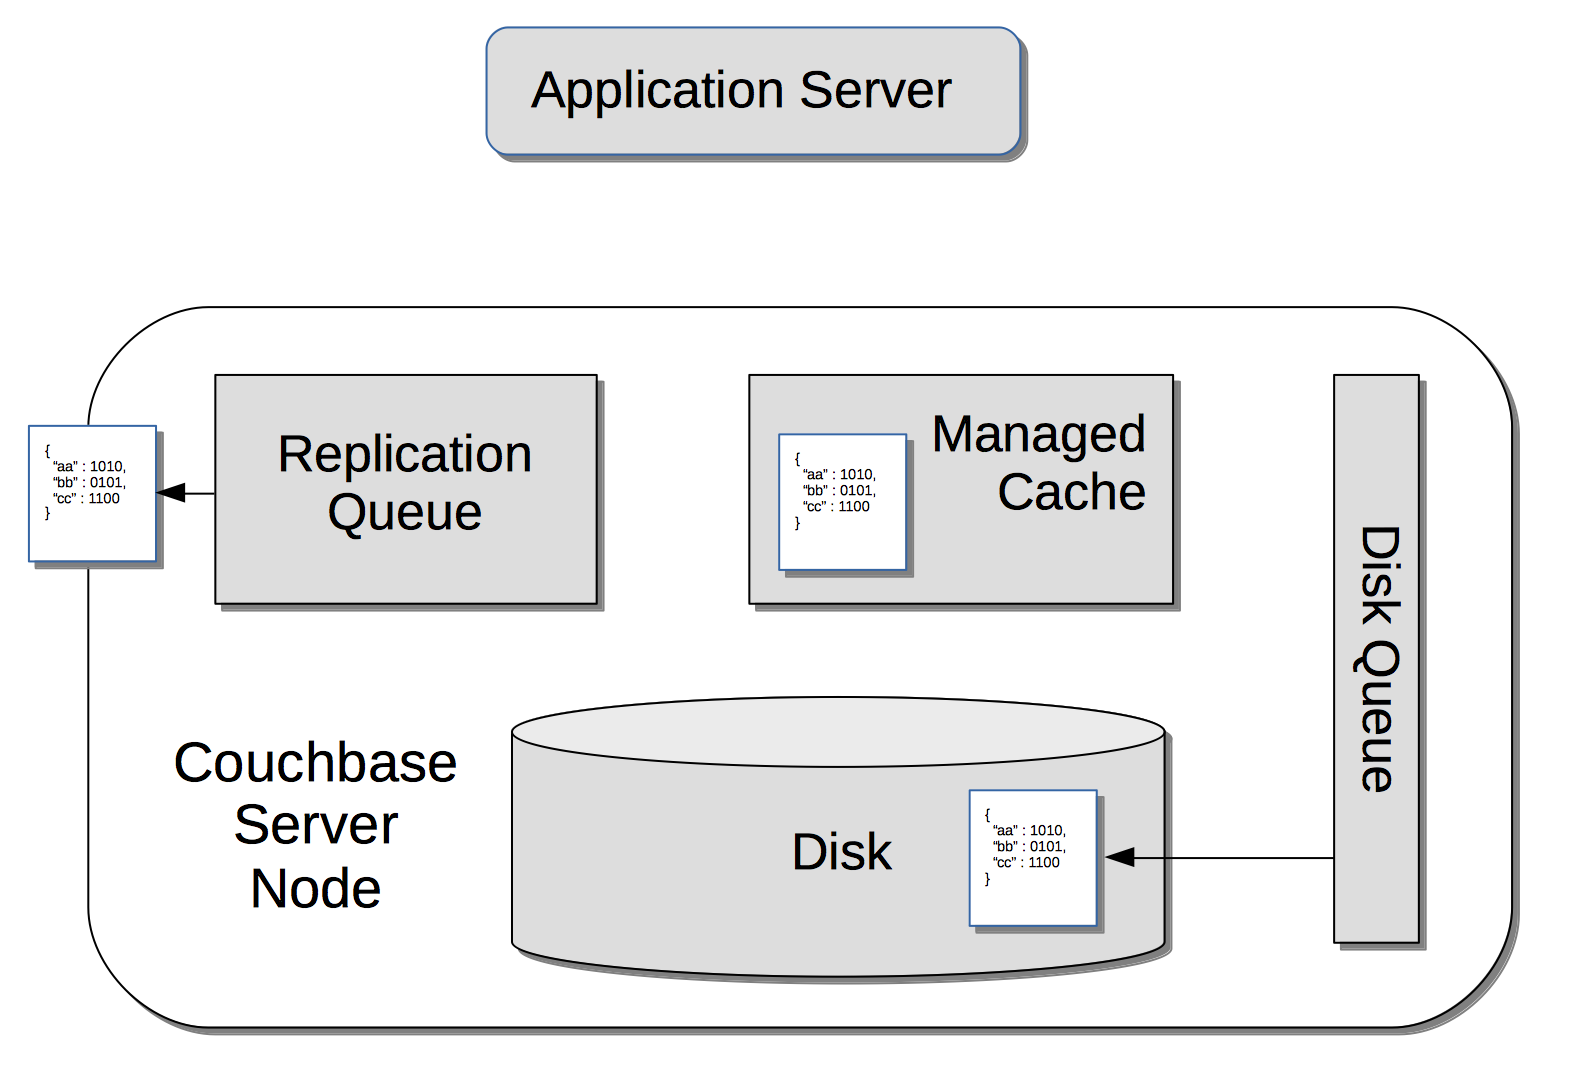 Application Server
{
“aa” : 1010,
“bb” : 0101,
“cc” : 1100
}
Replication
Queue
{
“aa” : 1010,
“bb” : 0101,
“cc” : 1100
}
Managed
Cache
Disk Queue
Couchbase
Server
Node
Disk
{
“aa” : 1010,
“bb” : 0101,
“cc” : 1100
}